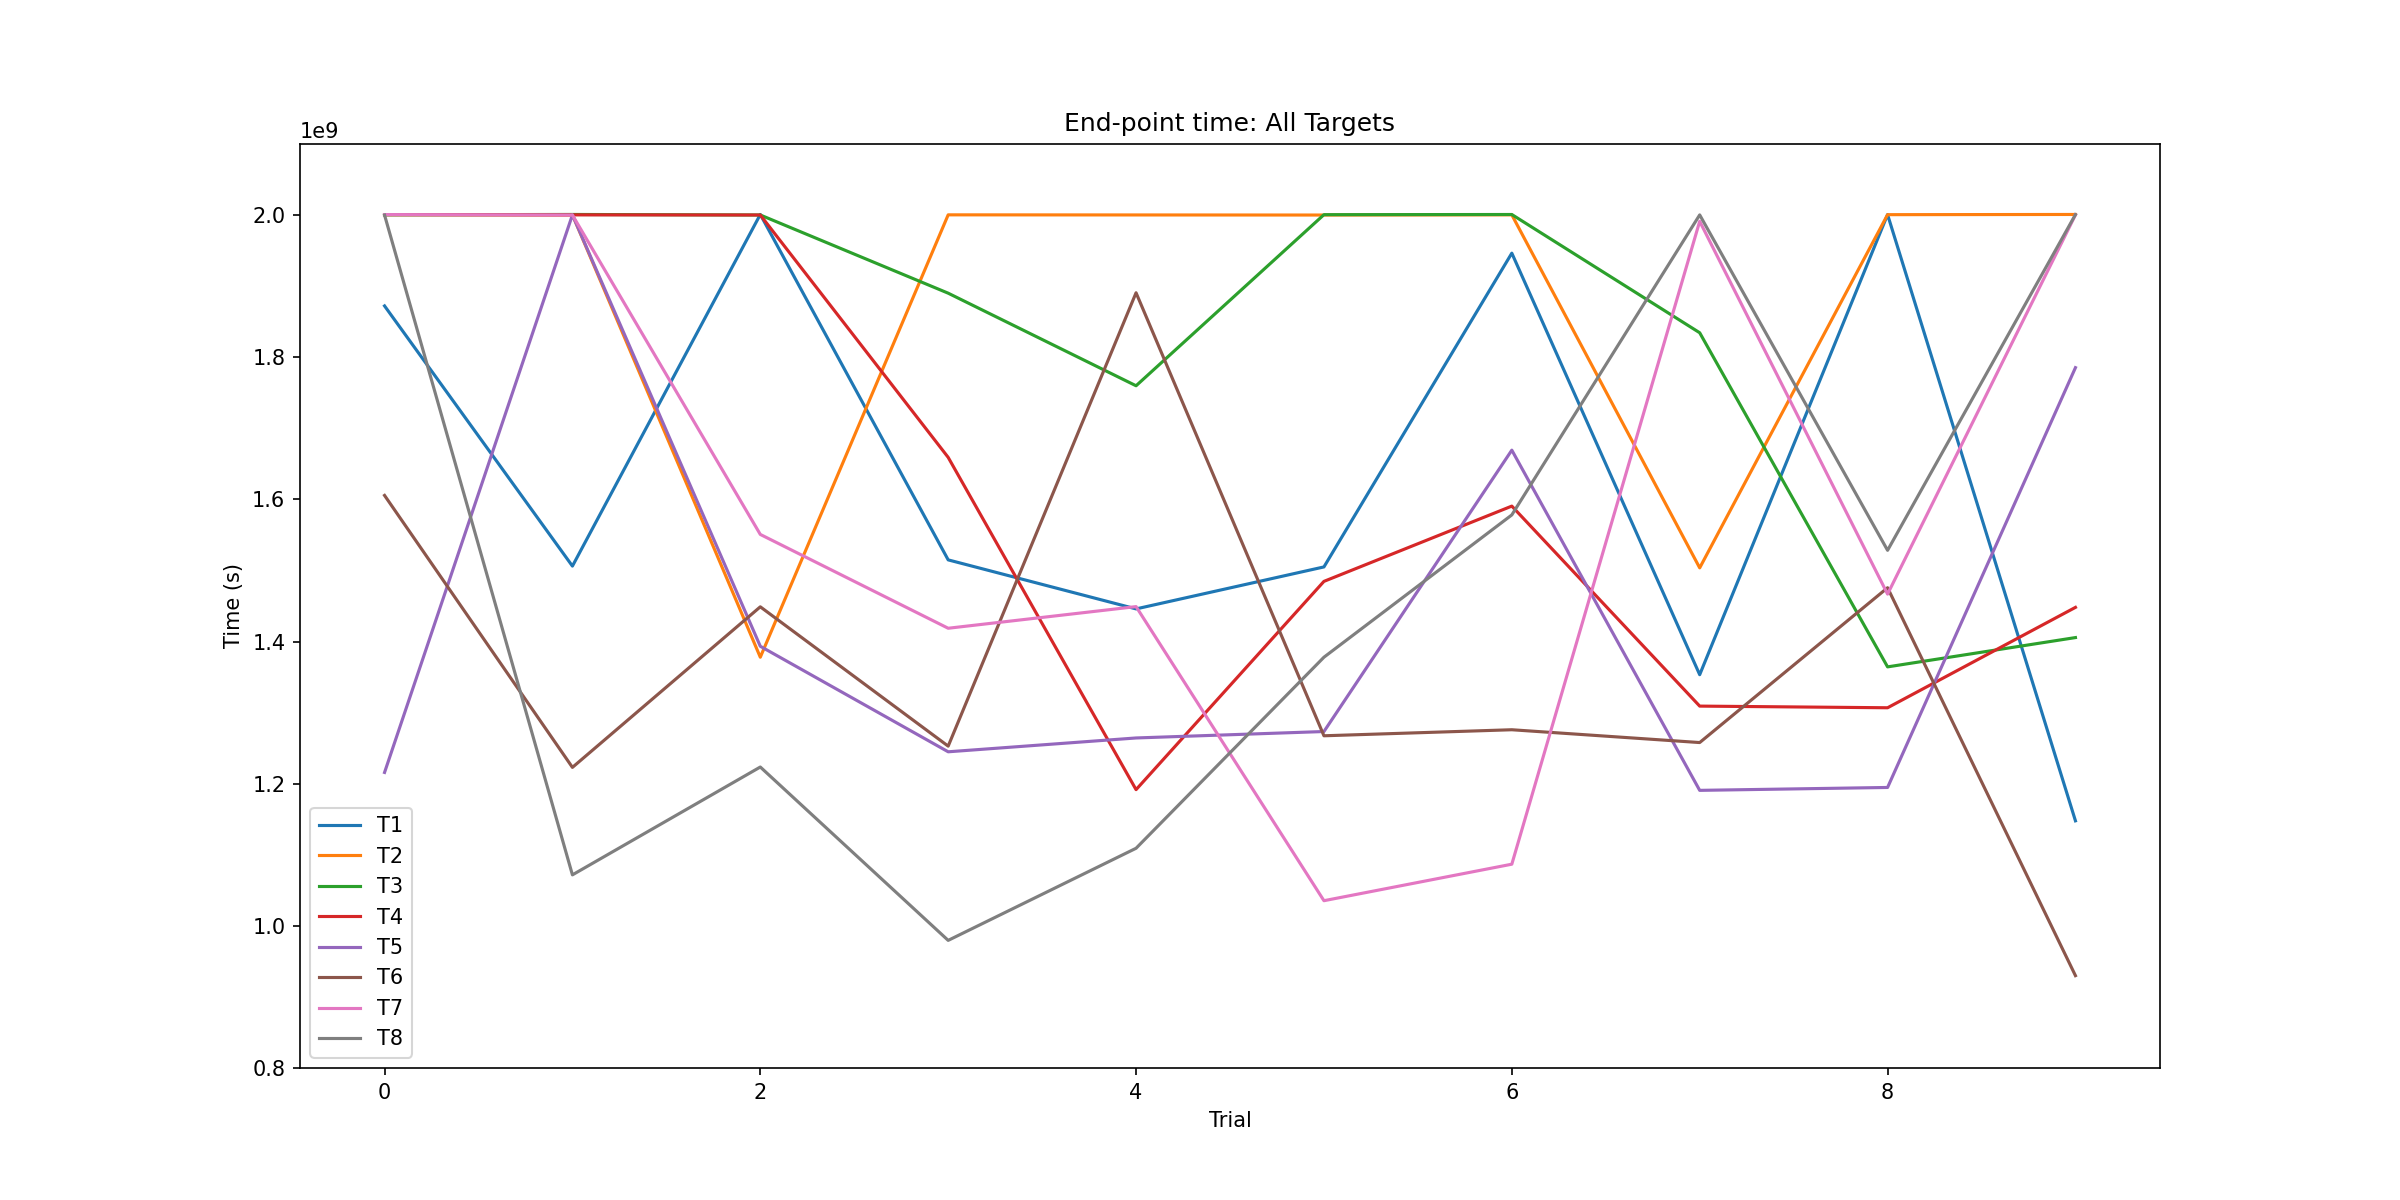 End-point time: All Targets
1e9
2.0
1.8
1.6
1.4
1.2
1.0
0.8
Time (s)
T1
T2
T3
T4
T5
T6
T7
T8
0 2 4 6 8
Trial